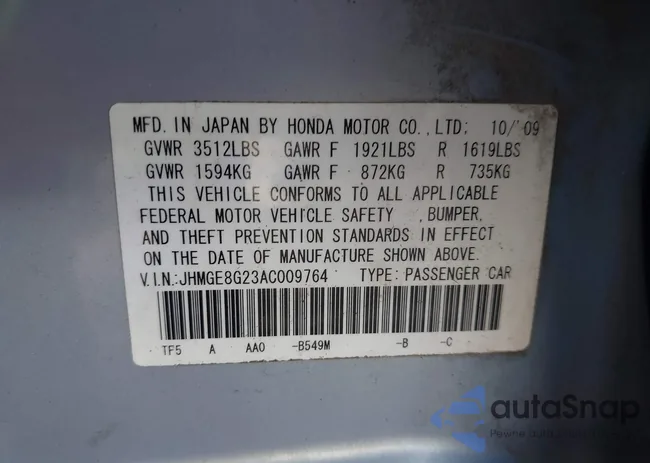 MFD. IN JAPAN BY HONDA MOTOR CO.,LTD; 10/'09
GVWR 3512LBS GAWR F 1921LBS R 1619LBS
GVWR 1594KG GAWR F 872KG R 735KG
THIS VEHICLE CONFORMS TO ALL APPLICABLE
FEDERAL MOTOR VEHICLE SAFETY ,BUMPER,
AND THEFT PREVENTION STANDARDS IN EFFECT
ON THE DATE OF MANUFACTURE SHOWN ABOVE.
V.I.N.:JHMGE8G23AC009764 TYPE: PASSENGER CAR
TF5 A AA0 -B549M -B -C
autoSnap